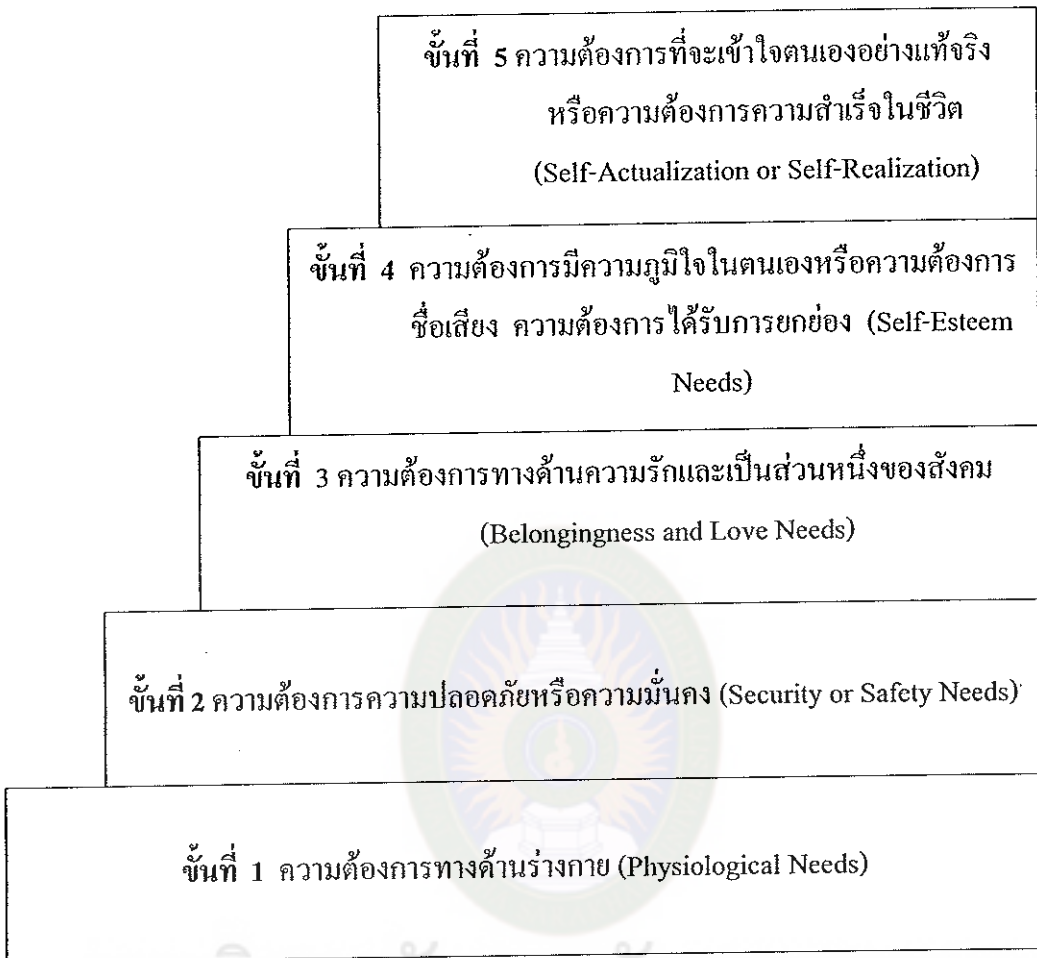 ขั้นที่ 5 ความต้องการที่จะเข้าใจตนเองอย่างแท้จริง
หรือความต้องการความสำเร็จในชีวิต
(Self-Actualization or Self-Realization)
ขั้นที่ 4 ความต้องการมีความภูมิใจในตนเองหรือความต้องการ
ชื่อเสียง ความต้องการได้รับการยกย่อง (Self-Esteem
Needs)
ขั้นที่ 3 ความต้องการทางด้านความรักและเป็นส่วนหนึ่งของสังคม
(Belongingness and Love Needs)
ขั้นที่ 2 ความต้องการความปลอดภัยหรือความมั่นคง (Security or Safety Needs)
ขั้นที่ 1 ความต้องการทางด้านร่างกาย (Physiological Needs)